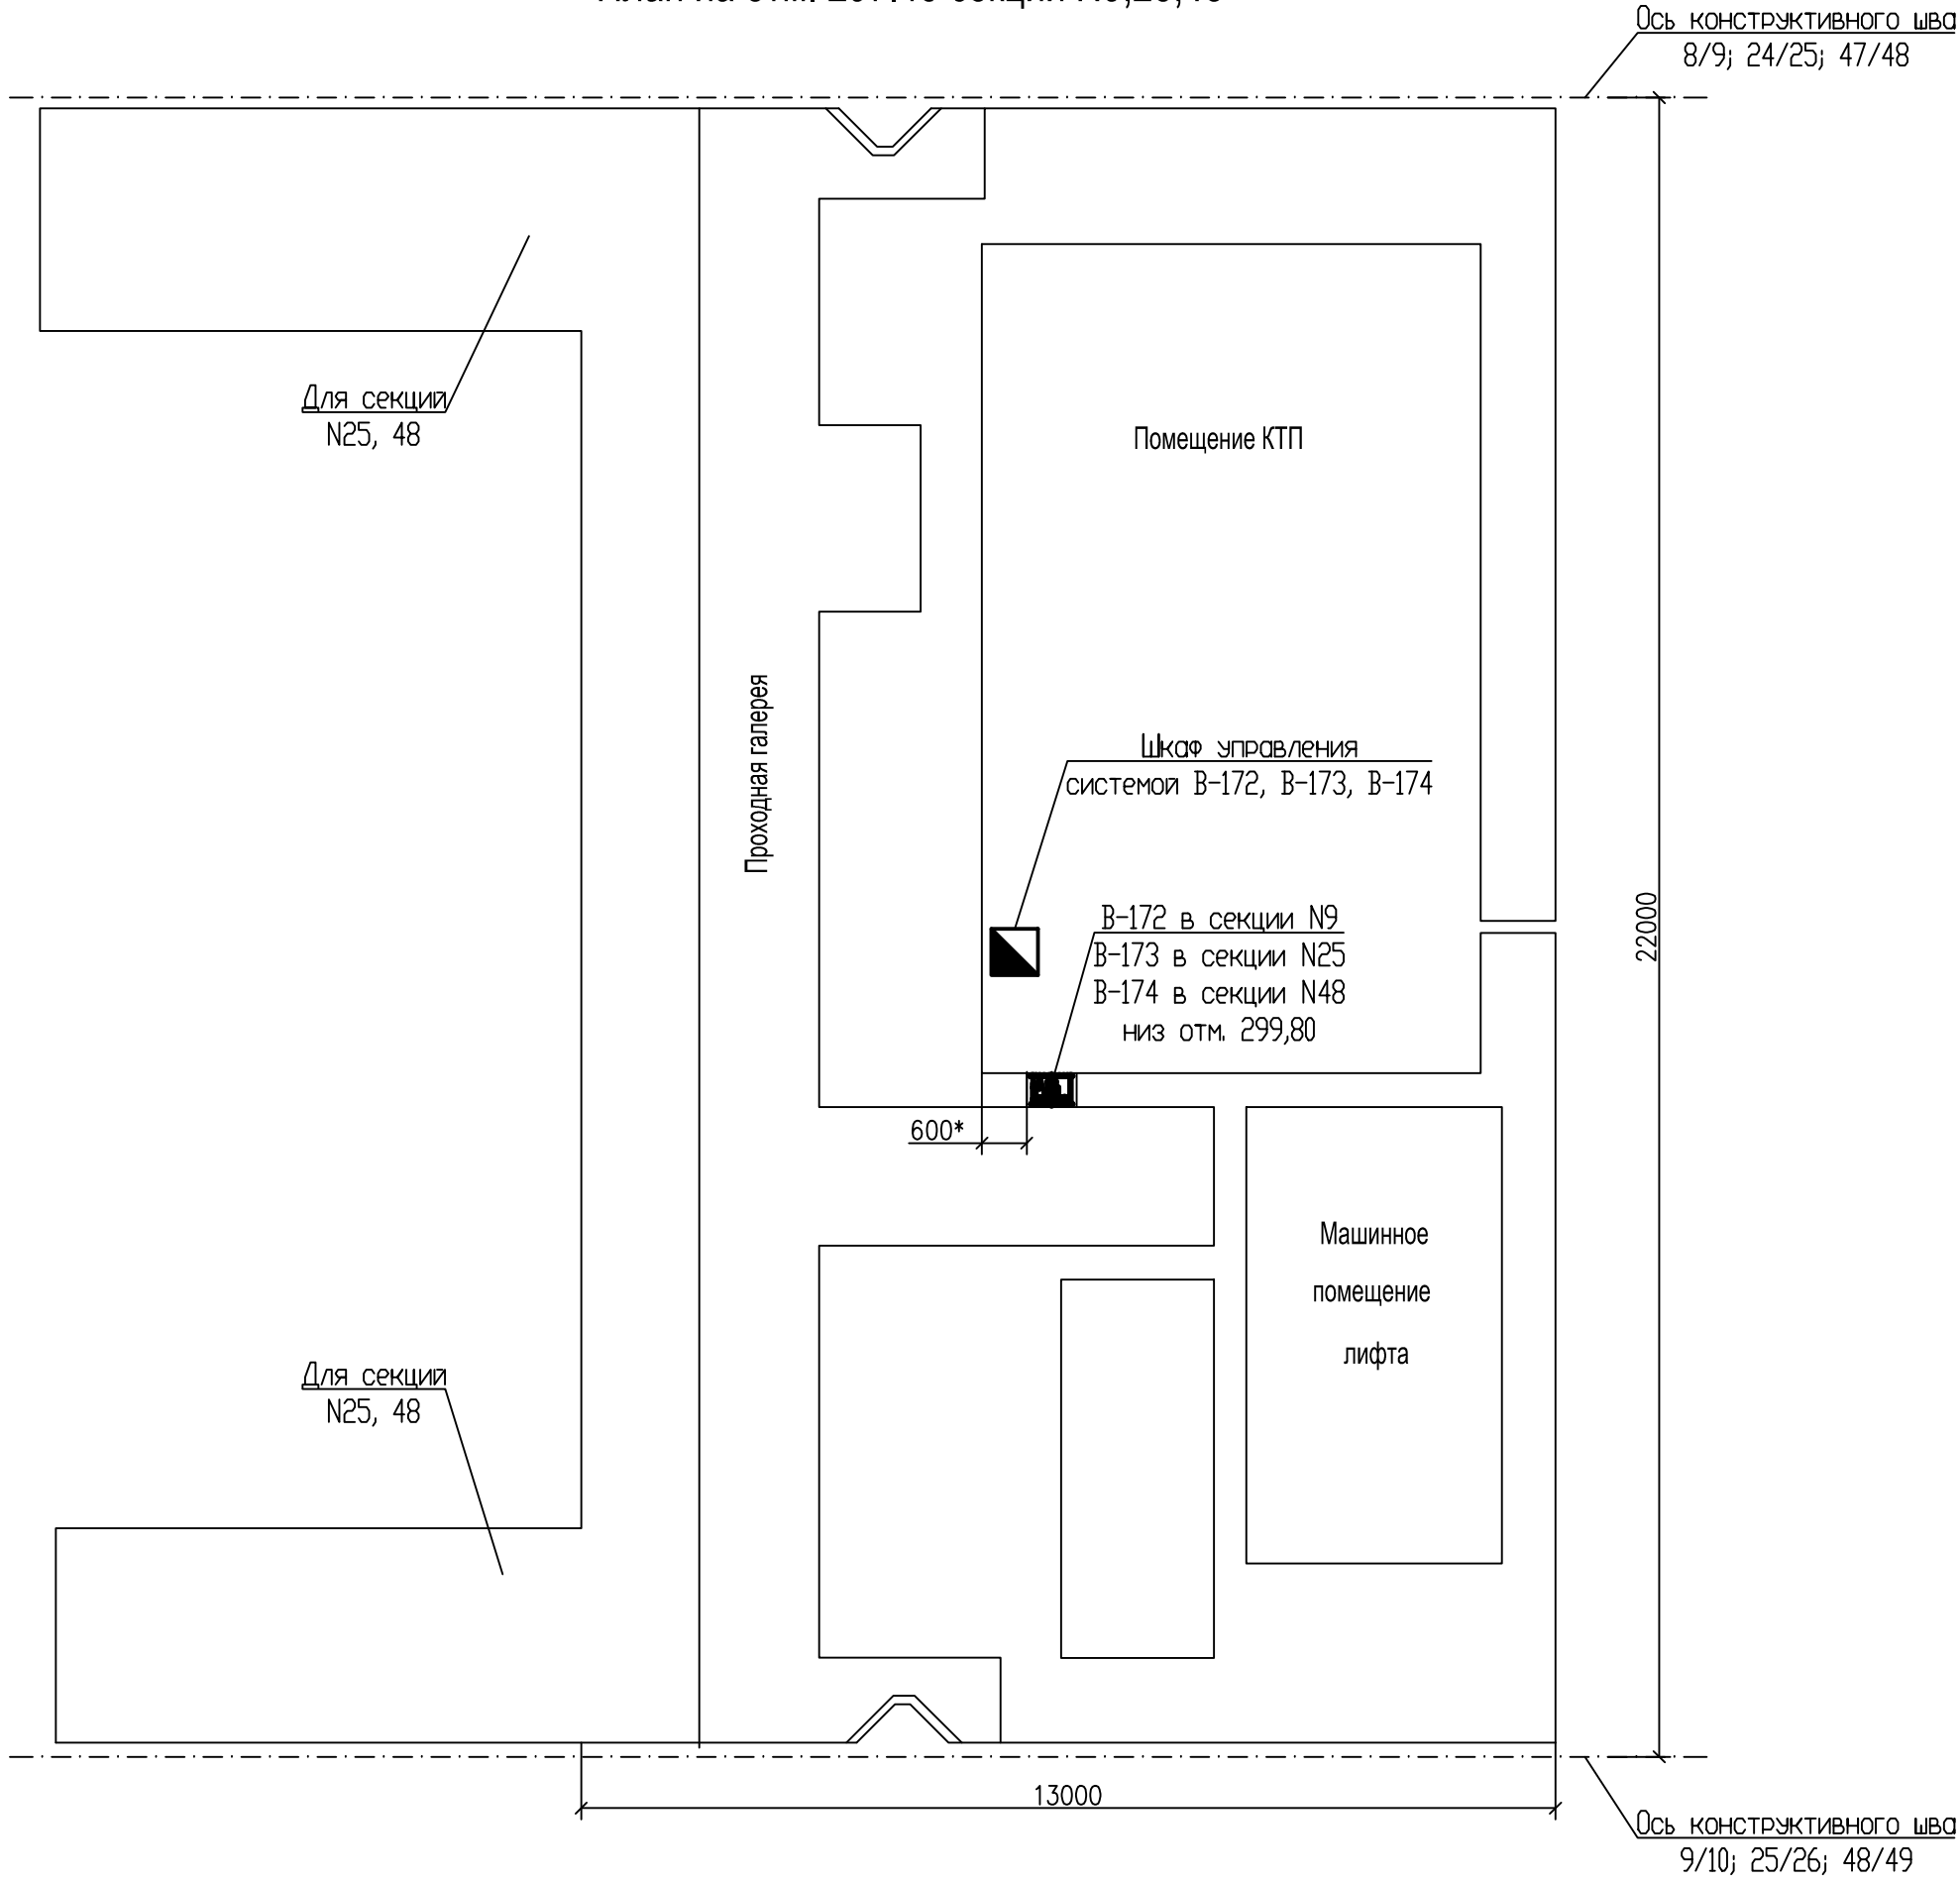 Ось конструктивного шва
8/9; 24/25; 47/48
Для секций
N25, 48
Помещение КТП
Проходная галерея
Шкаф управления
системой В-172, В-173, В-174
В-172 в секции N9
В-173 в секции N25
В-174 в секции N48
низ отм. 299,80
22000
600*
Машинное
помещение
лифта
Для секций
N25, 48
13000
Ось конструктивного шва
9/10; 25/26; 48/49